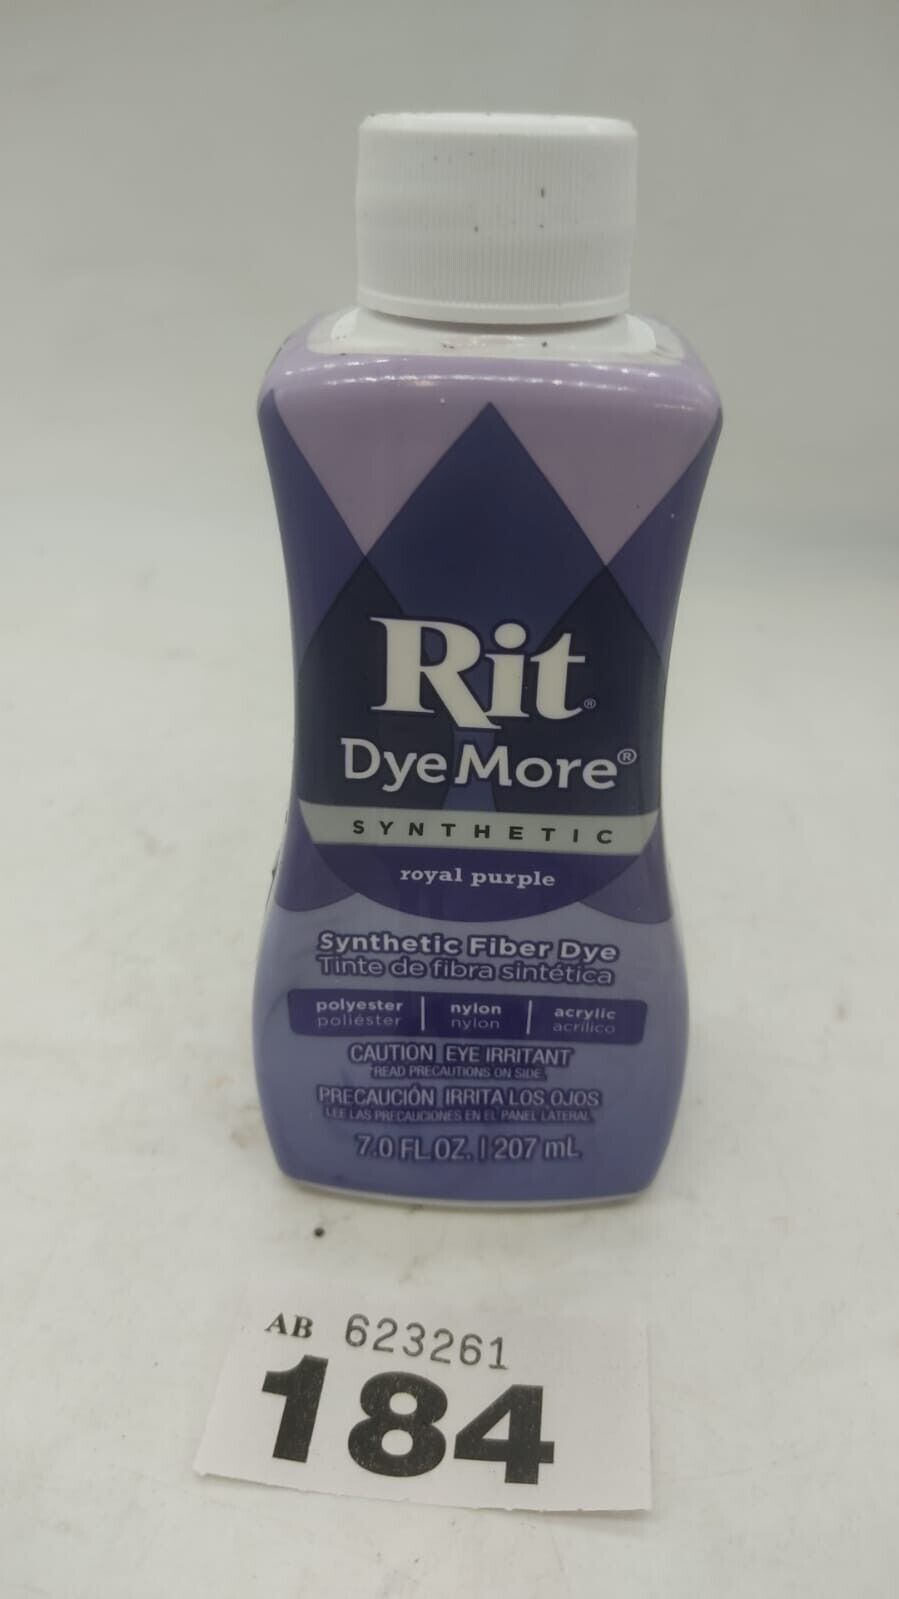 Rit®
DyeMore®
SYNTHETIC
royal purple
Synthetic Fiber Dye
Tinte de fibra sintética
polyester | nylon | acrylic
poliéster nylon acrílico
CAUTION EYE IRRITANT
READ PRECAUTIONS ON SIDE.
PRECAUCIÓN IRRITA LOS OJOS
LEE LAS PRECAUCIONES EN EL PANEL LATERAL
7.0 FL.OZ. | 207 mL
AB 623261
184